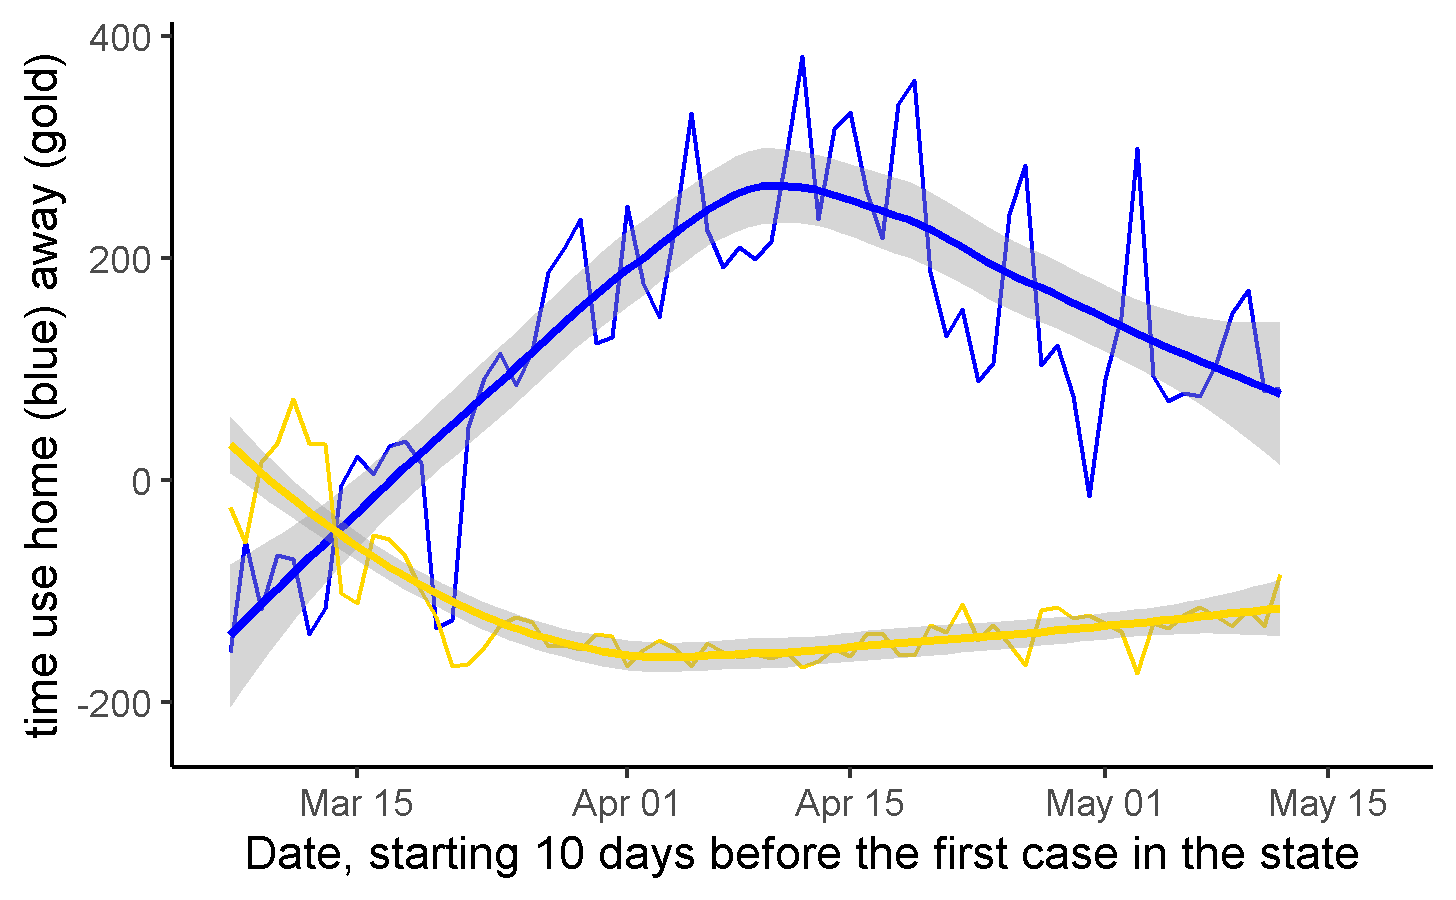 time use home (blue) away (gold)
400
200
0
-200
Mar 15
Apr 01
Apr 15
May 01
May 15
Date, starting 10 days before the first case in the state